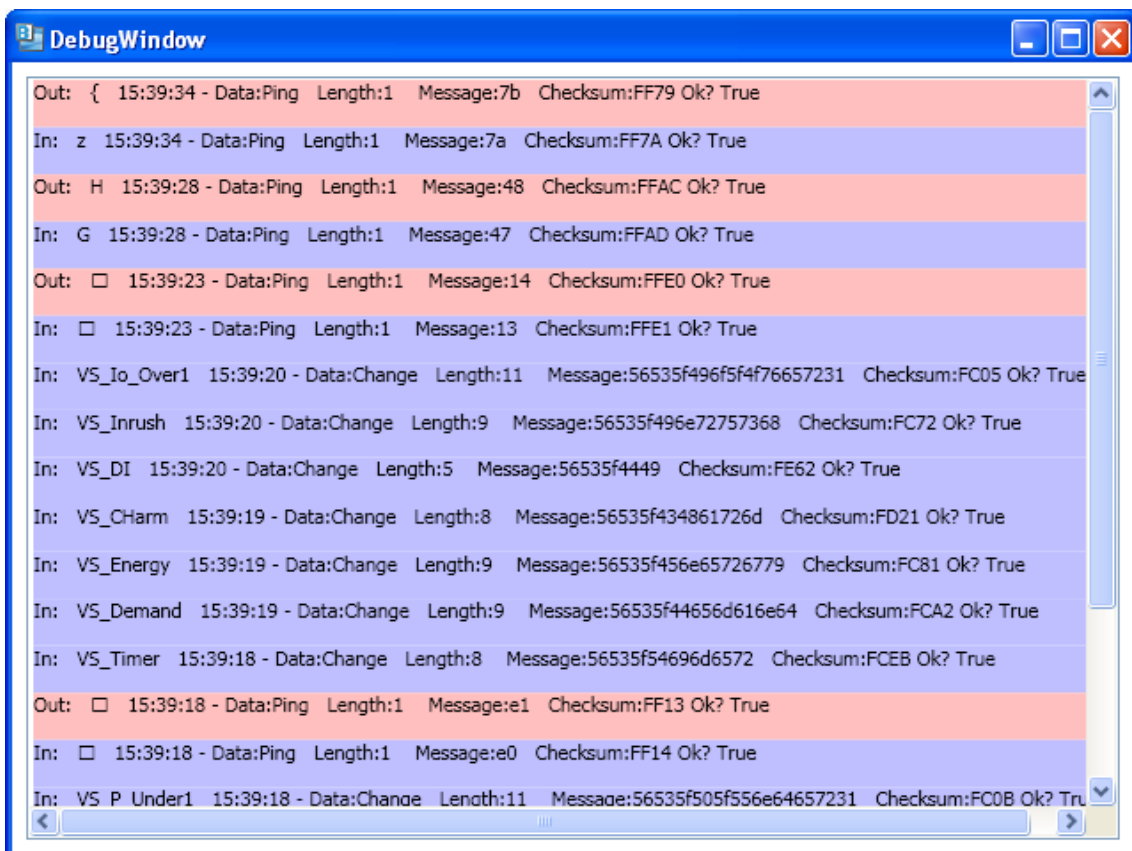 DebugWindow
Out: { 15:39:34 - Data:Ping Length:1 Message:7b Checksum:FF79 Ok? True
In: z 15:39:34 - Data:Ping Length:1 Message:7a Checksum:FF7A Ok? True
Out: H 15:39:28 - Data:Ping Length:1 Message:48 Checksum:FFAC Ok? True
In: G 15:39:28 - Data:Ping Length:1 Message:47 Checksum:FFAD Ok? True
Out: □ 15:39:23 - Data:Ping Length:1 Message:14 Checksum:FFE0 Ok? True
In: □ 15:39:23 - Data:Ping Length:1 Message:13 Checksum:FFE1 Ok? True
In: VS_Io_Over1 15:39:20 - Data:Change Length:11 Message:56535f496f5f4f76657231 Checksum:FC05 Ok? True
In: VS_Inrush 15:39:20 - Data:Change Length:9 Message:56535f496e72757368 Checksum:FC72 Ok? True
In: VS_DI 15:39:20 - Data:Change Length:5 Message:56535f4449 Checksum:FE62 Ok? True
In: VS_CHarm 15:39:19 - Data:Change Length:8 Message:56535f434861726d Checksum:FD21 Ok? True
In: VS_Energy 15:39:19 - Data:Change Length:9 Message:56535f456e65726779 Checksum:FC81 Ok? True
In: VS_Demand 15:39:19 - Data:Change Length:9 Message:56535f44656d616e64 Checksum:FCA2 Ok? True
In: VS_Timer 15:39:18 - Data:Change Length:8 Message:56535f54696d6572 Checksum:FCEB Ok? True
Out: □ 15:39:18 - Data:Ping Length:1 Message:e1 Checksum:FF13 Ok? True
In: □ 15:39:18 - Data:Ping Length:1 Message:e0 Checksum:FF14 Ok? True
In: VS_P_Under1 15:39:18 - Data:Change Length:11 Message:56535f505f556e64657231 Checksum:FC0B Ok? Tru